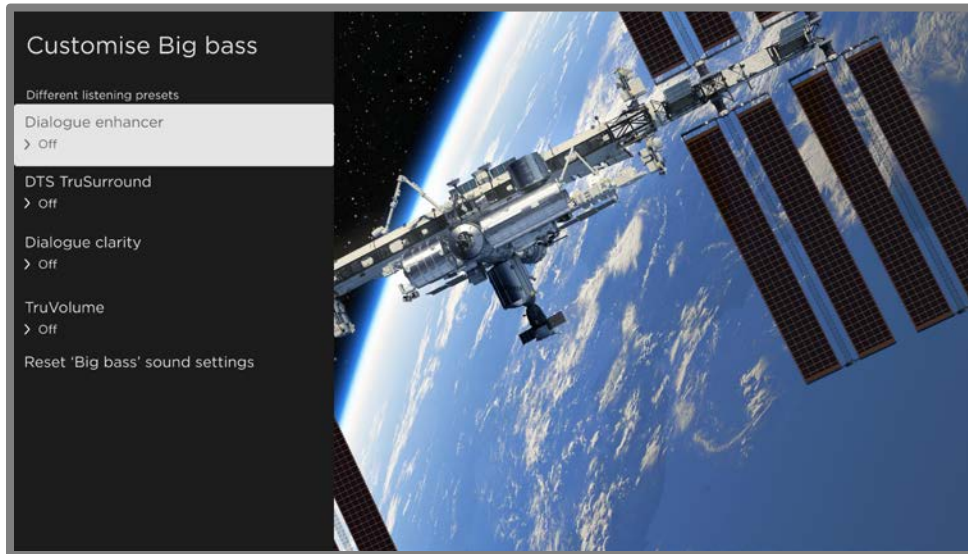 Customise Big bass
Different listening presets
Dialogue enhancer
Off
DTS TruSurround
Off
Dialogue clarity
Off
TruVolume
Off
Reset ‘Big bass’ sound settings